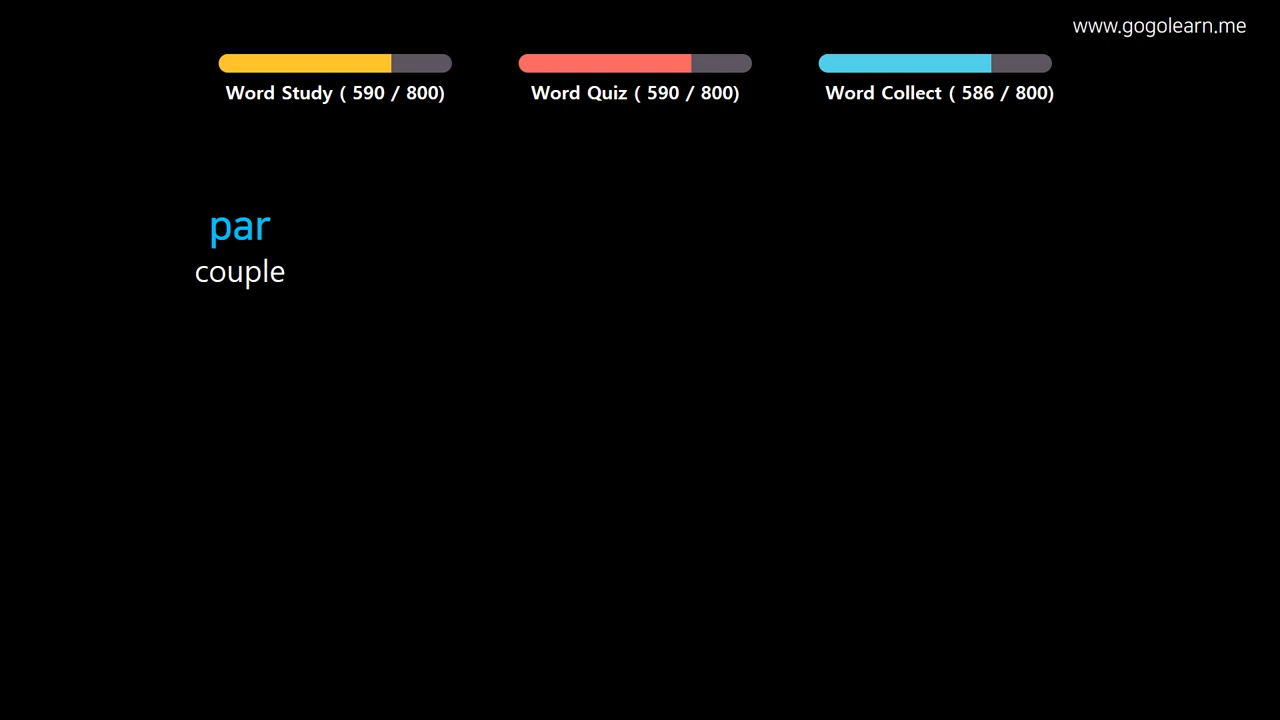 www.gogolearn.me
Word Study ( 590 / 800)
Word Quiz ( 590 / 800)
Word Collect ( 586 / 800)
par
couple